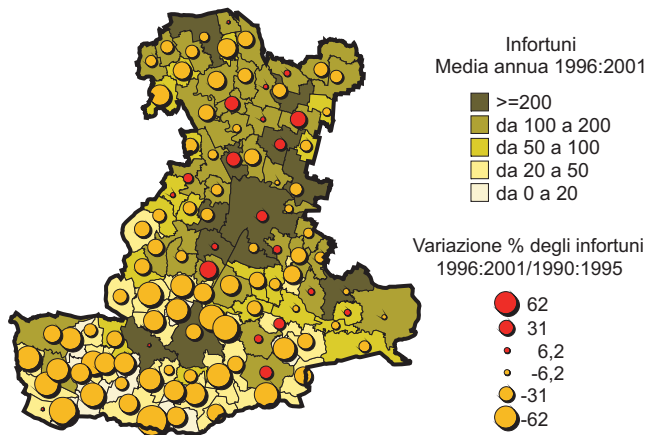 Infortuni
Media annua 1996:2001
>=200
da 100 a 200
da 50 a 100
da 20 a 50
da 0 a 20
Variazione % degli infortuni
1996:2001/1990:1995
62
31
6,2
-6,2
-31
-62